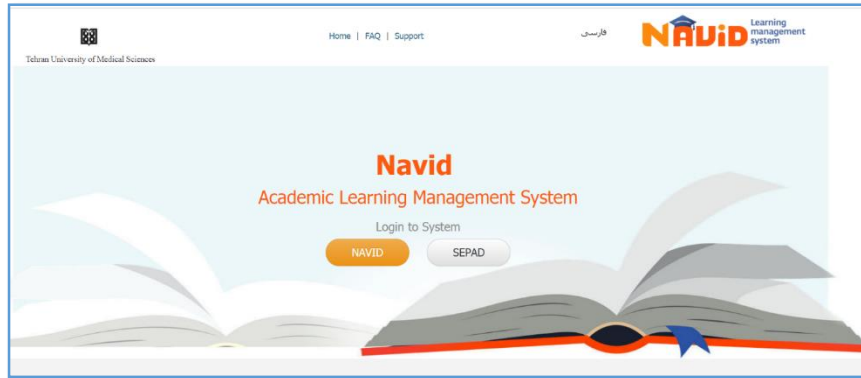 Tehran University of Medical Sciences
Home | FAQ | Support
فارسی
NAViD Learning management system
Navid
Academic Learning Management System
Login to System
NAVID
SEPAD